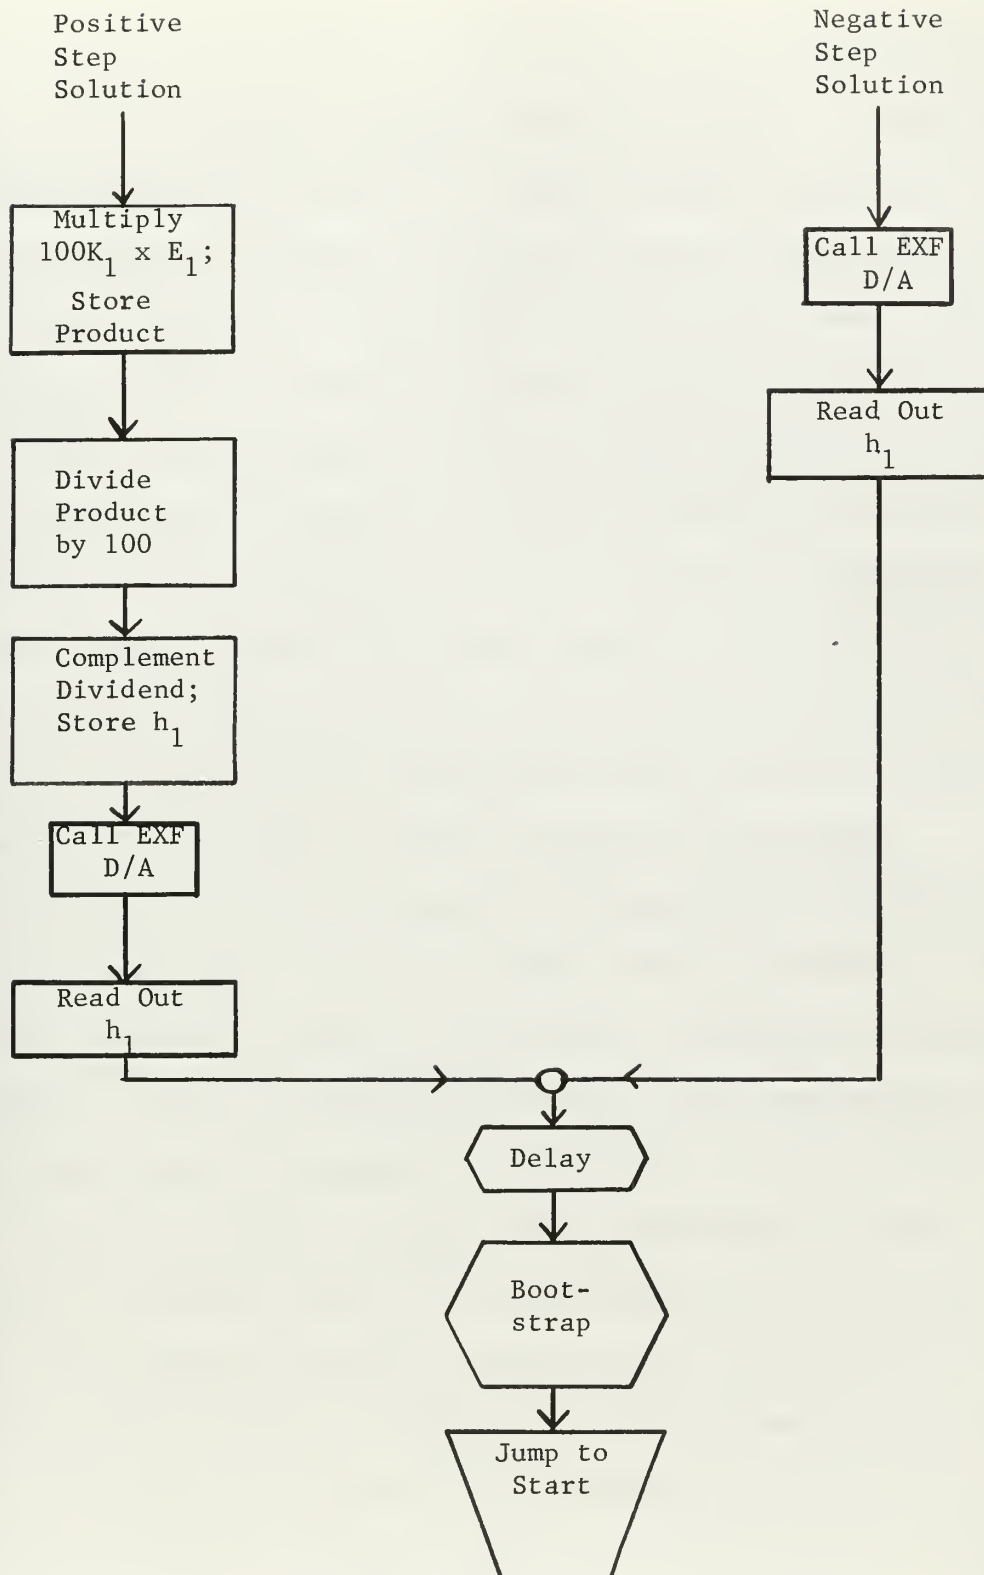 Positive
Step
Solution
Multiply
100K₁ x E₁;
Store
Product
Divide
Product
by 100
Complement
Dividend;
Store h₁
Call EXF
D/A
Read Out
h₁
Negative
Step
Solution
Call EXF
D/A
Read Out
h₁
Delay
Boot-
strap
Jump to
Start